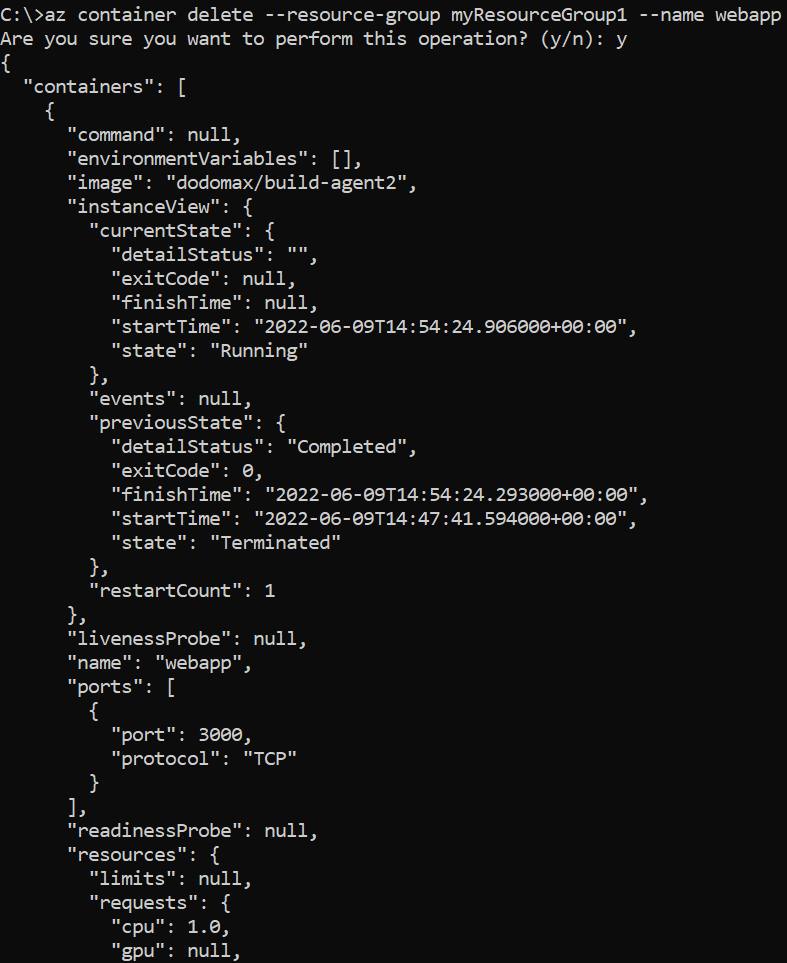 C:\>az container delete --resource-group myResourceGroup1 --name webapp
Are you sure you want to perform this operation? (y/n): y
{
  "containers": [
    {
      "command": null,
      "environmentVariables": [],
      "image": "dodomax/build-agent2",
      "instanceView": {
        "currentState": {
          "detailStatus": "",
          "exitCode": null,
          "finishTime": null,
          "startTime": "2022-06-09T14:54:24.906000+00:00",
          "state": "Running"
        },
        "events": null,
        "previousState": {
          "detailStatus": "Completed",
          "exitCode": 0,
          "finishTime": "2022-06-09T14:54:24.293000+00:00",
          "startTime": "2022-06-09T14:47:41.594000+00:00",
          "state": "Terminated"
        },
        "restartCount": 1
      },
      "livenessProbe": null,
      "name": "webapp",
      "ports": [
        {
          "port": 3000,
          "protocol": "TCP"
        }
      ],
      "readinessProbe": null,
      "resources": {
        "limits": null,
        "requests": {
          "cpu": 1.0,
          "gpu": null,